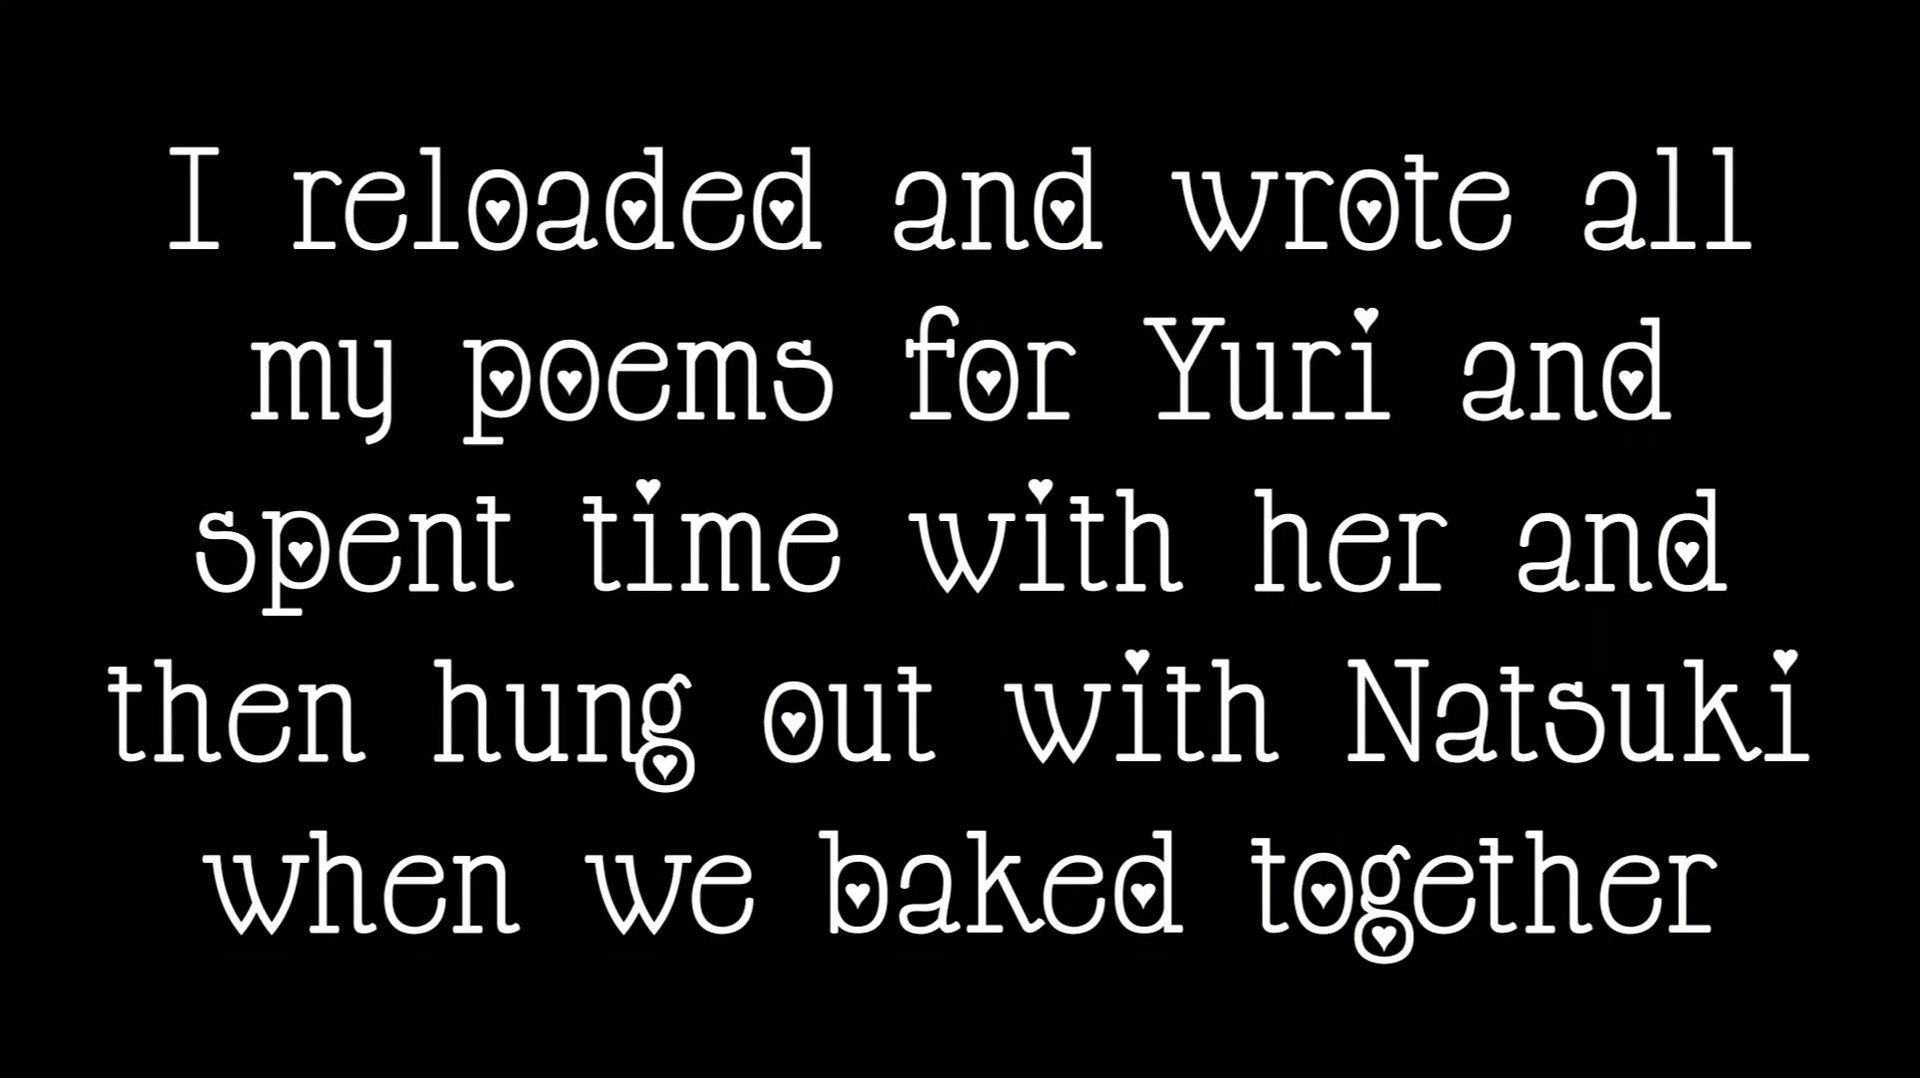 I reloaded and wrote all
my poems for Yuri and
spent time with her and
then hung out with Natsuki
when we baked together